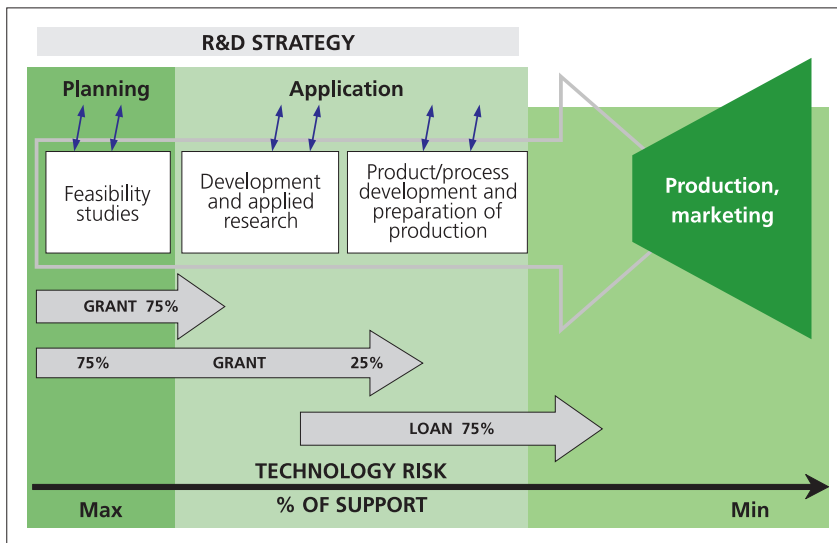 R&D STRATEGY
Planning
Application
Feasibility
studies
Development
and applied
research
Product/process
development and
preparation of
production
Production,
marketing
GRANT 75%
75% GRANT 25%
LOAN 75%
TECHNOLOGY RISK
% OF SUPPORT
Max
Min